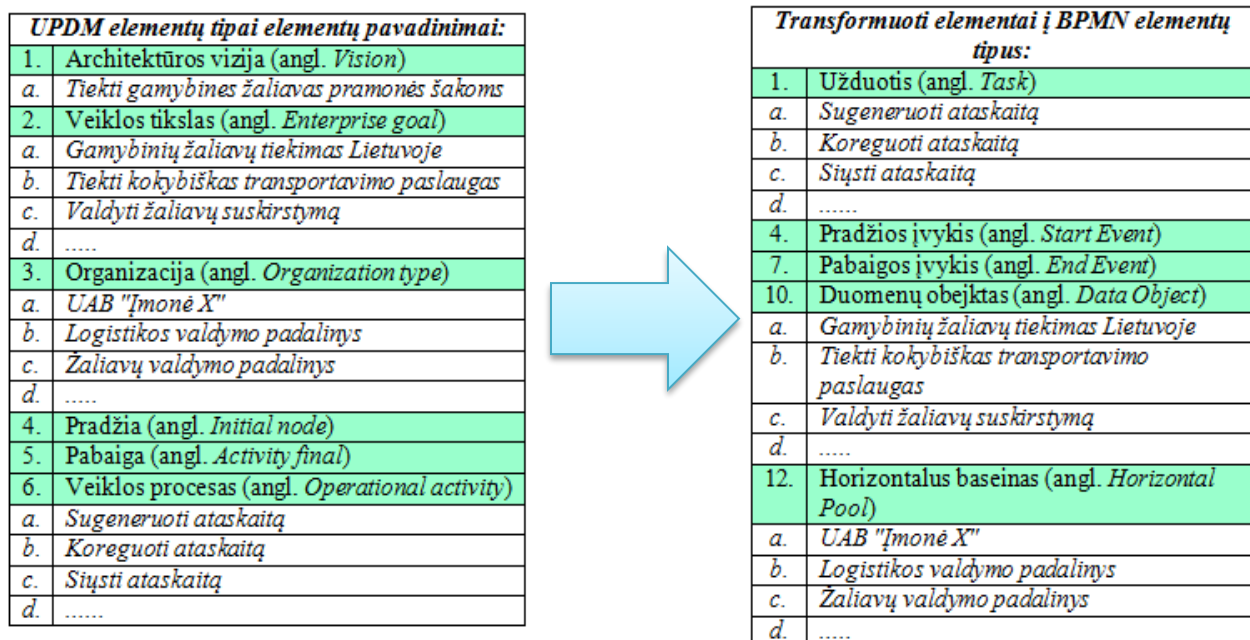 UPDM elementų tipai elementų pavadinimai:
1. Architektūros vizija (angl. Vision)
a. Tiekti gamybines žaliavas pramonės šakoms
2. Veiklos tikslas (angl. Enterprise goal)
a. Gamybinių žaliavų tiekimas Lietuvoje
b. Tiekti kokybiškas transportavimo paslaugas
c. Valdyti žaliavų suskirstymą
d. .....
3. Organizacija (angl. Organization type)
a. UAB "Įmonė X"
b. Logistikos valdymo padalinys
c. Žaliavų valdymo padalinys
d. .....
4. Pradžia (angl. Initial node)
5. Pabaiga (angl. Activity final)
6. Veiklos procesas (angl. Operational activity)
a. Sugeneruoti ataskaitą
b. Koreguoti ataskaitą
c. Siųsti ataskaitą
d. ......
Transformuoti elementai į BPMN elementų
tipus:
1. Užduotis (angl. Task)
a. Sugeneruoti ataskaitą
b. Koreguoti ataskaitą
c. Siųsti ataskaitą
d. ......
4. Pradžios įvykis (angl. Start Event)
7. Pabaigos įvykis (angl. End Event)
10. Duomenų obejktas (angl. Data Object)
a. Gamybinių žaliavų tiekimas Lietuvoje
b. Tiekti kokybiškas transportavimo
paslaugas
c. Valdyti žaliavų suskirstymą
d. .....
12. Horizontalus baseinas (angl. Horizontal
Pool)
a. UAB "Įmonė X"
b. Logistikos valdymo padalinys
c. Žaliavų valdymo padalinys
d. .....